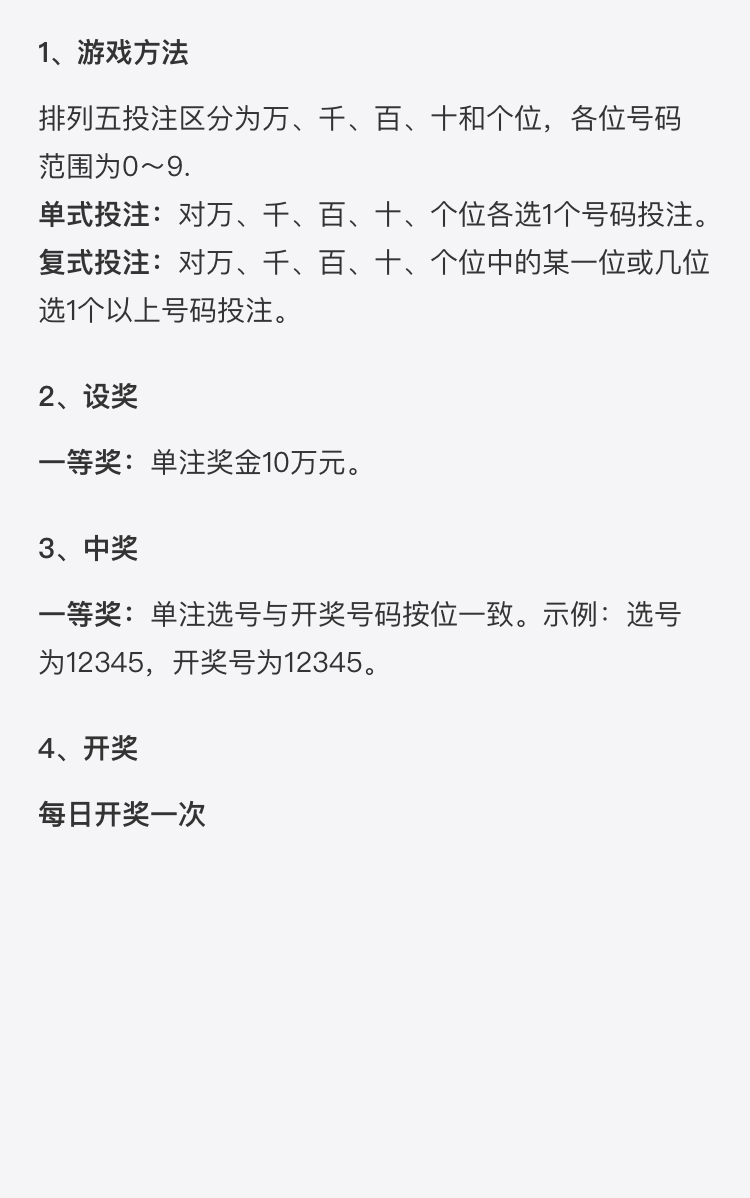 1、游戏方法
排列五投注区分为万、千、百、十和个位，各位号码
范围为0～9.
单式投注：对万、千、百、十、个位各选1个号码投注。
复式投注：对万、千、百、十、个位中的某一位或几位
选1个以上号码投注。
2、设奖
一等奖：单注奖金10万元。
3、中奖
一等奖：单注选号与开奖号码按位一致。示例：选号
为12345，开奖号为12345。
4、开奖
每日开奖一次